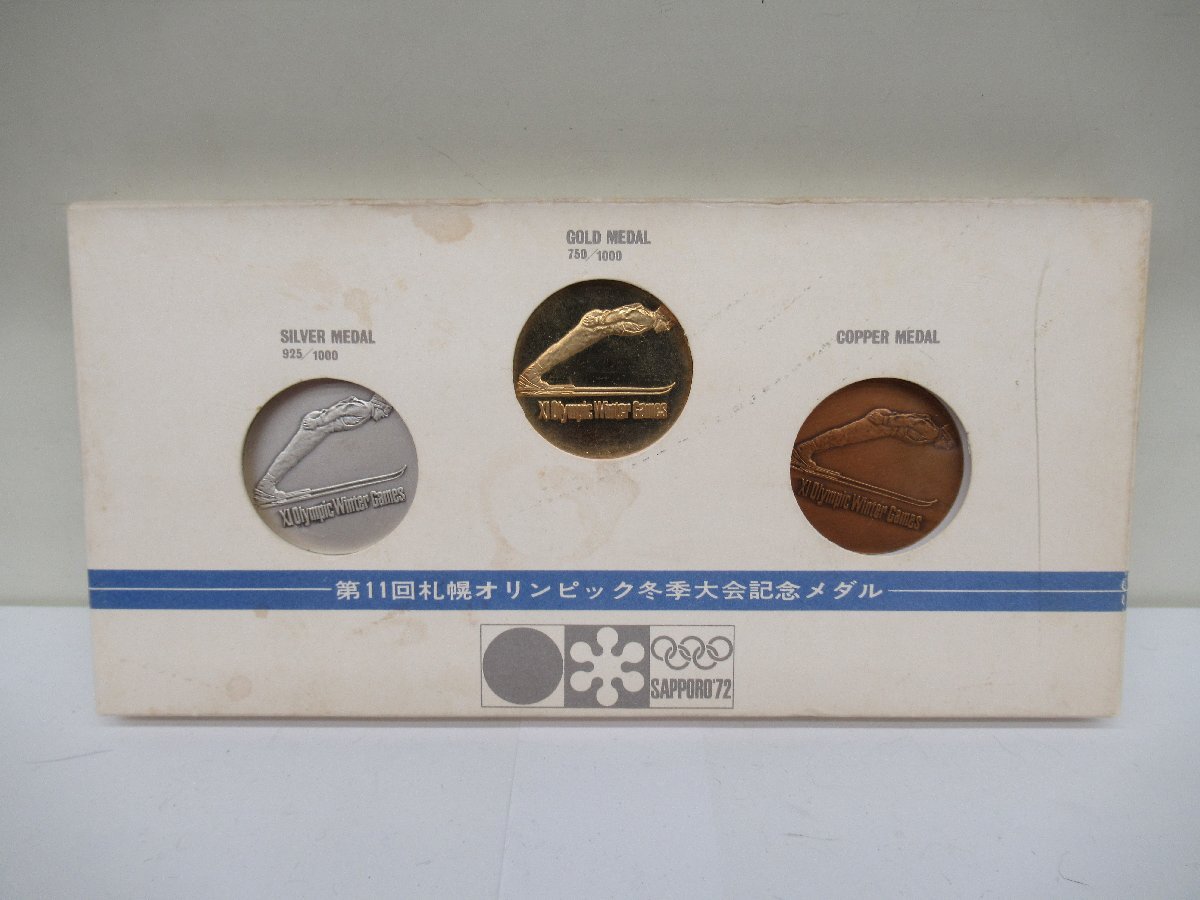 GOLD MEDAL
750/1000
SILVER MEDAL
925/1000
COPPER MEDAL
XI Olympic Winter Games
XI Olympic Winter Games
XI Olympic Winter Games
第11回札幌オリンピック冬季大会記念メダル
SAPPORO'72